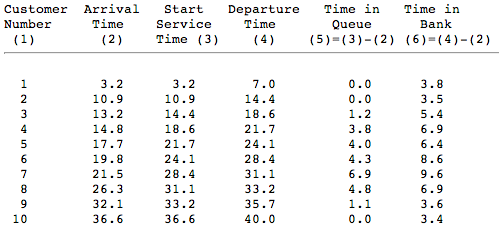 Customer Arrival Start Departure Time in Time in
Number Time Service Time Queue Bank
(1) (2) Time (3) (4) (5)=(3)-(2) (6)=(4)-(2)
1 3.2 3.2 7.0 0.0 3.8
2 10.9 10.9 14.4 0.0 3.5
3 13.2 14.4 18.6 1.2 5.4
4 14.8 18.6 21.7 3.8 6.9
5 17.7 21.7 24.1 4.0 6.4
6 19.8 24.1 28.4 4.3 8.6
7 21.5 28.4 31.1 6.9 9.6
8 26.3 31.1 33.2 4.8 6.9
9 32.1 33.2 35.7 1.1 3.6
10 36.6 36.6 40.0 0.0 3.4